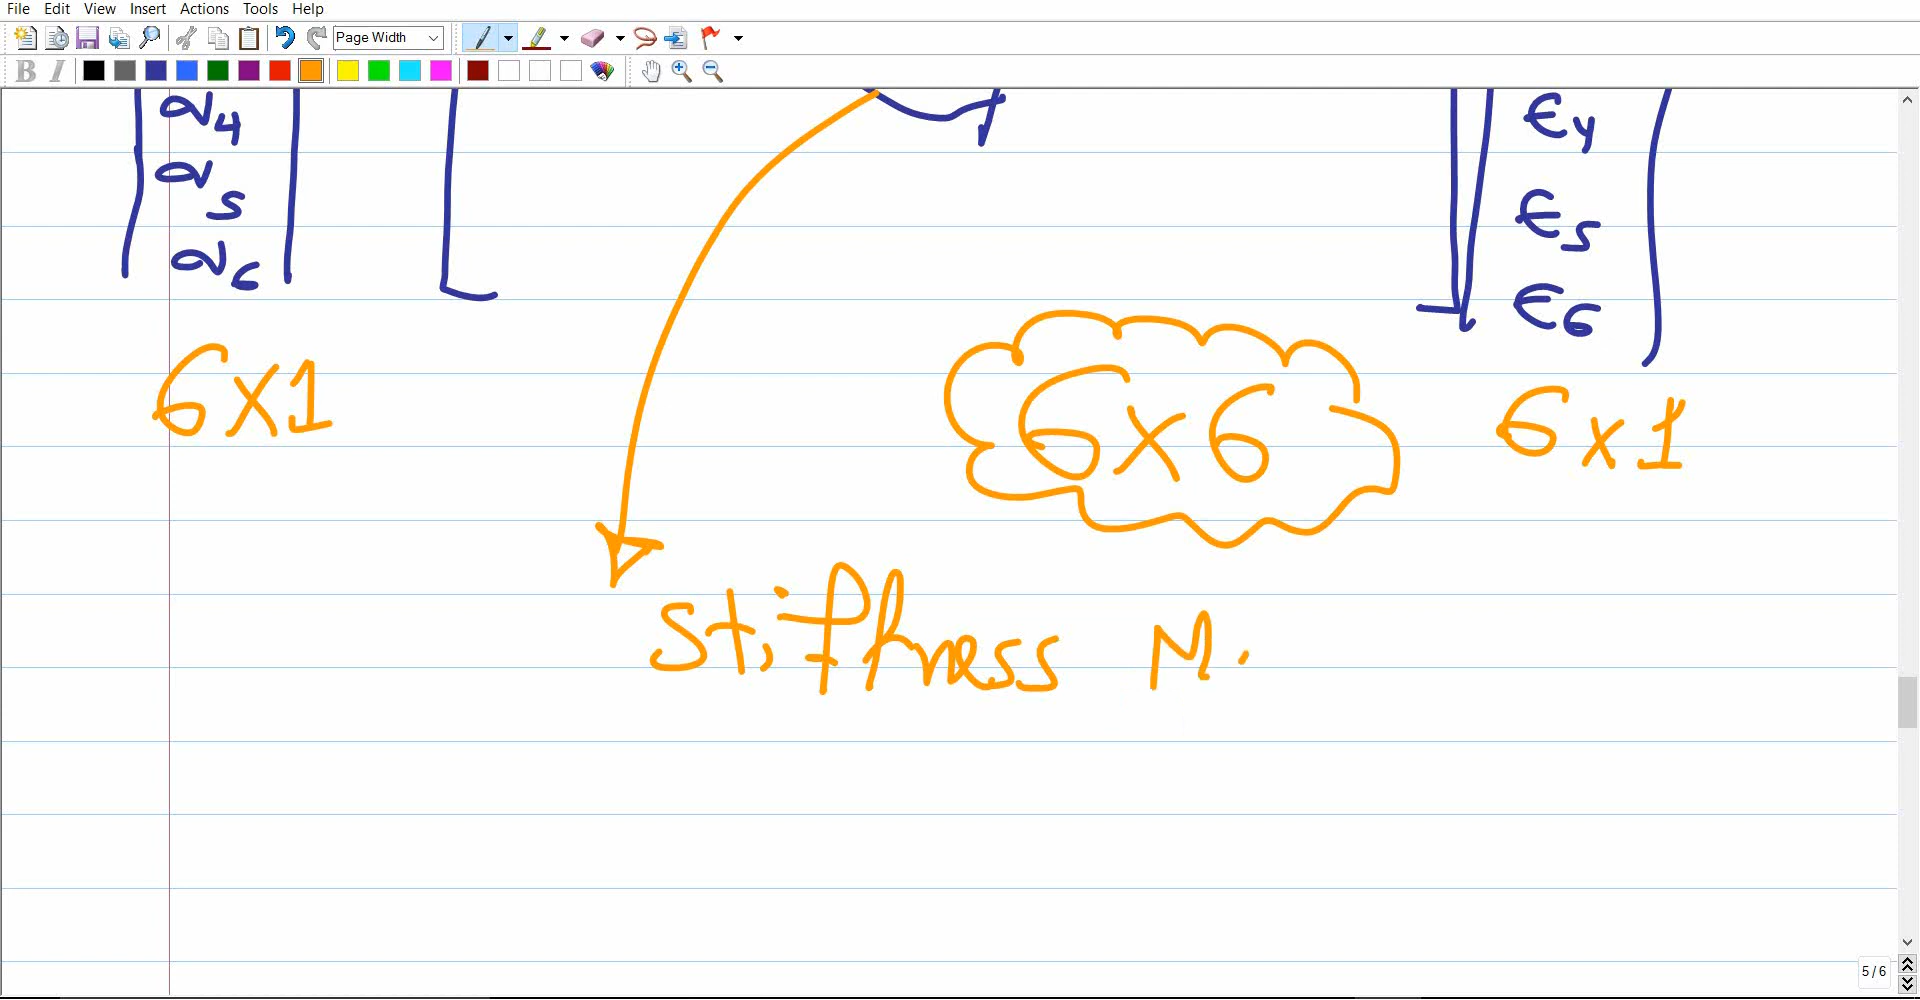 File Edit View Insert Actions Tools Help
Page Width
B I
σ4 ϵ4
σ5 ϵ5
σ6 ϵ6
6x1 6x6 6x1
Stiffness M.
5 / 6